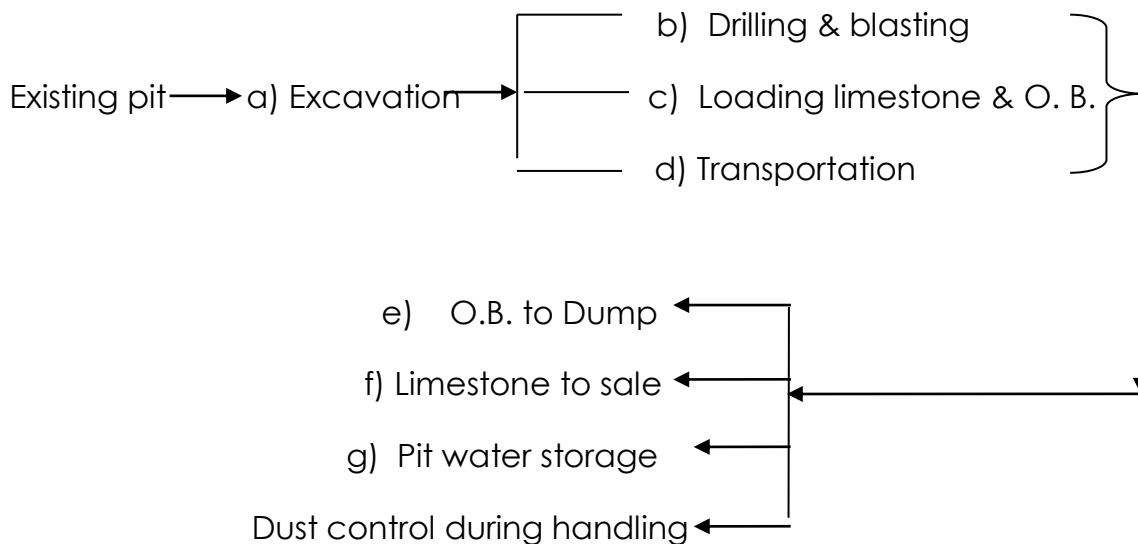 b) Drilling & blasting
Existing pit a) Excavation c) Loading limestone & O. B.
d) Transportation
e) O.B. to Dump
f) Limestone to sale
g) Pit water storage
Dust control during handling